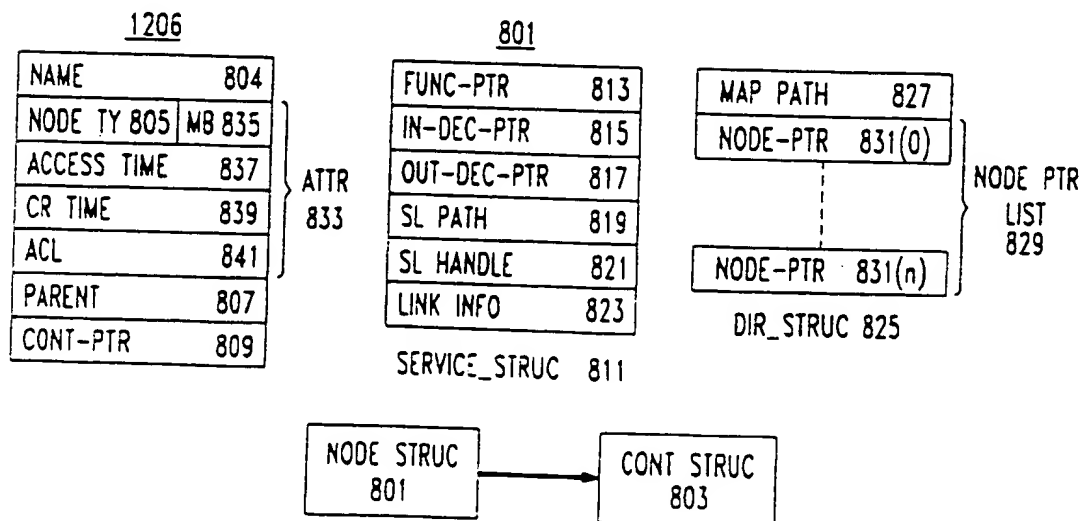 1206
NAME 804
NODE TY 805 MB 835
ACCESS TIME 837
CR TIME 839
ACL 841
PARENT 807
CONT-PTR 809
ATTR
833
801
FUNC-PTR 813
IN-DEC-PTR 815
OUT-DEC-PTR 817
SL PATH 819
SL HANDLE 821
LINK INFO 823
SERVICE_STRUC 811
MAP PATH 827
NODE-PTR 831(0)
NODE-PTR 831(n)
NODE PTR
LIST
829
DIR_STRUC 825
NODE STRUC
801
CONT STRUC
803